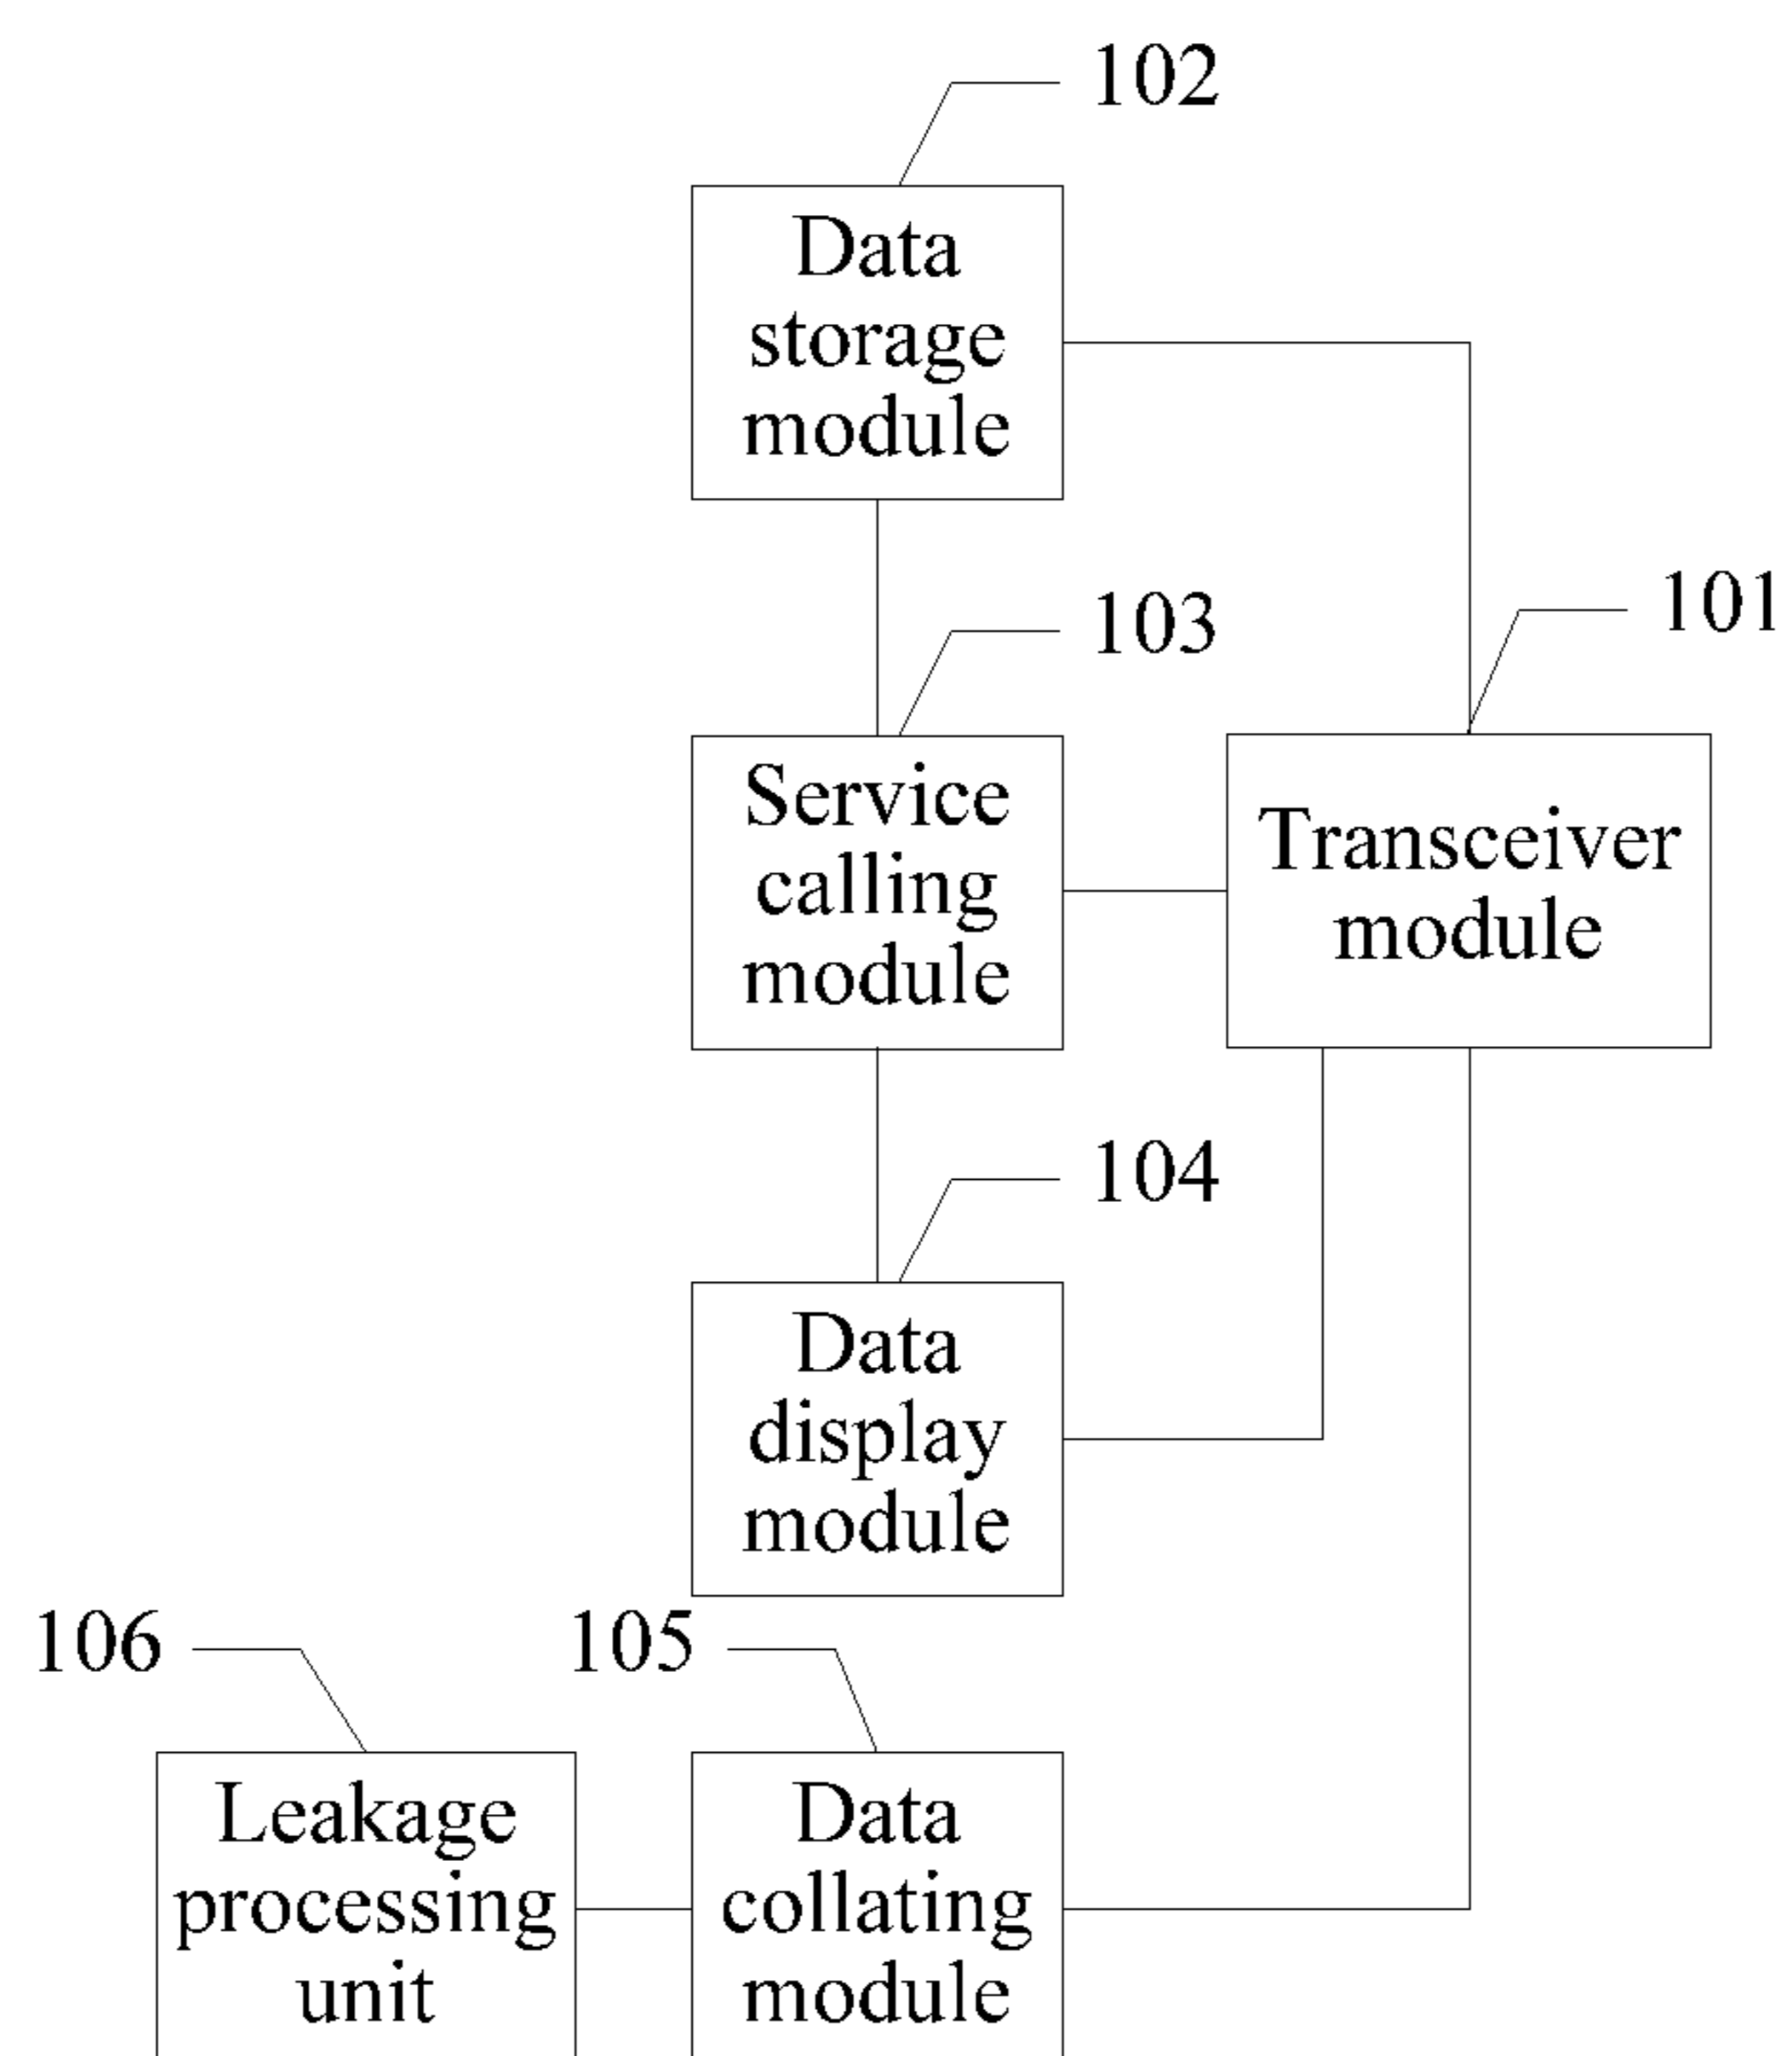 102
Data
storage
module
103
101
Service
calling
module
Transceiver
module
104
Data
display
module
106
105
Leakage
processing
unit
Data
collating
module